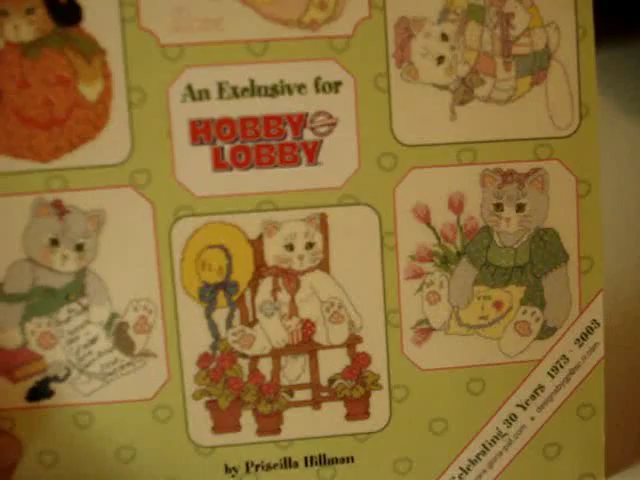 An Exclusive for
HOBBY
LOBBY
by Priscilla Hillman
Celebrating 30 Years 1973 - 2003